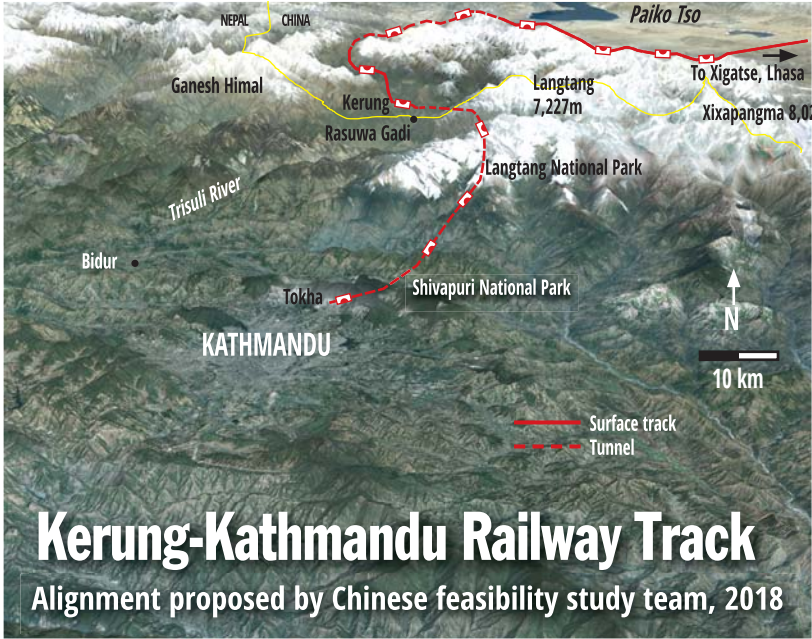 NEPAL
CHINA
Paiko Tso
Ganesh Himal
Kerung
Rasuwa Gadi
Langtang
7,227m
To Xigatse, Lhasa
Xixapangma 8,02
Langtang National Park
Trisuli River
Bidur
Tokha
Shivapuri National Park
KATHMANDU
N
10 km
Surface track
Tunnel
Kerung-Kathmandu Railway Track
Alignment proposed by Chinese feasibility study team, 2018